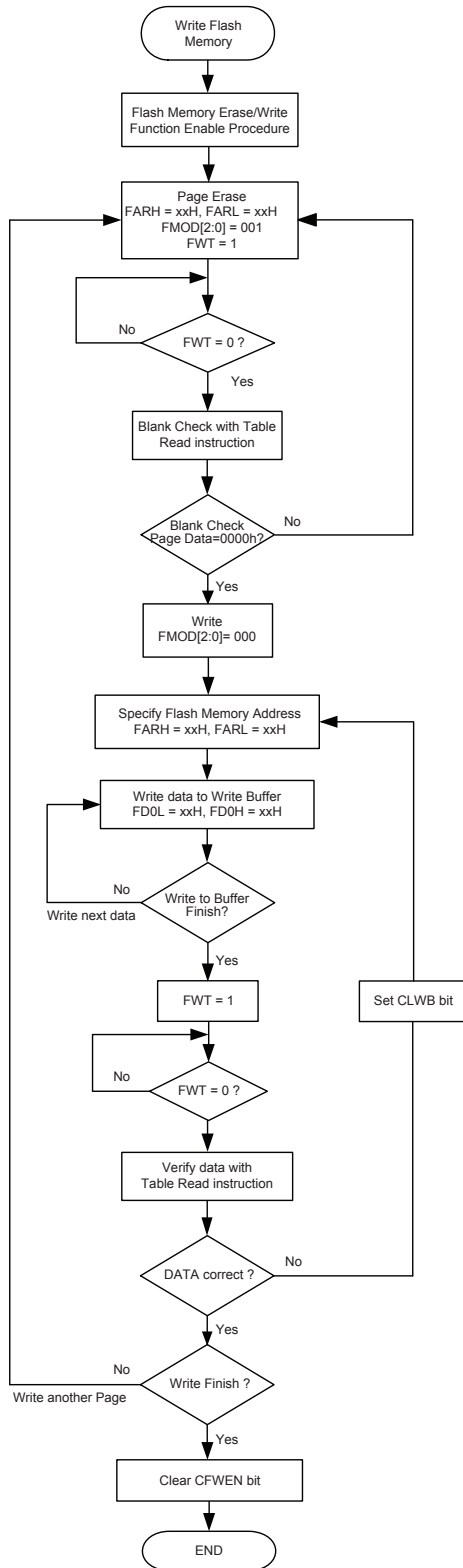 Write Flash
Memory
Flash Memory Erase/Write
Function Enable Procedure
Page Erase
FARH = xxH, FARL = xxH
FMOD[2:0] = 001
FWT = 1
No
FWT = 0 ?
Yes
Blank Check with Table
Read instruction
Blank Check
Page Data=0000h?
No
Yes
Write
FMOD[2:0]= 000
Specify Flash Memory Address
FARH = xxH, FARL = xxH
Write data to Write Buffer
FD0L = xxH, FD0H = xxH
No
Write next data
Write to Buffer
Finish?
Yes
FWT = 1
Set CLWB bit
No
FWT = 0 ?
Yes
Verify data with
Table Read instruction
DATA correct ?
No
Yes
No
Write another Page
Write Finish ?
Yes
Clear CFWEN bit
END